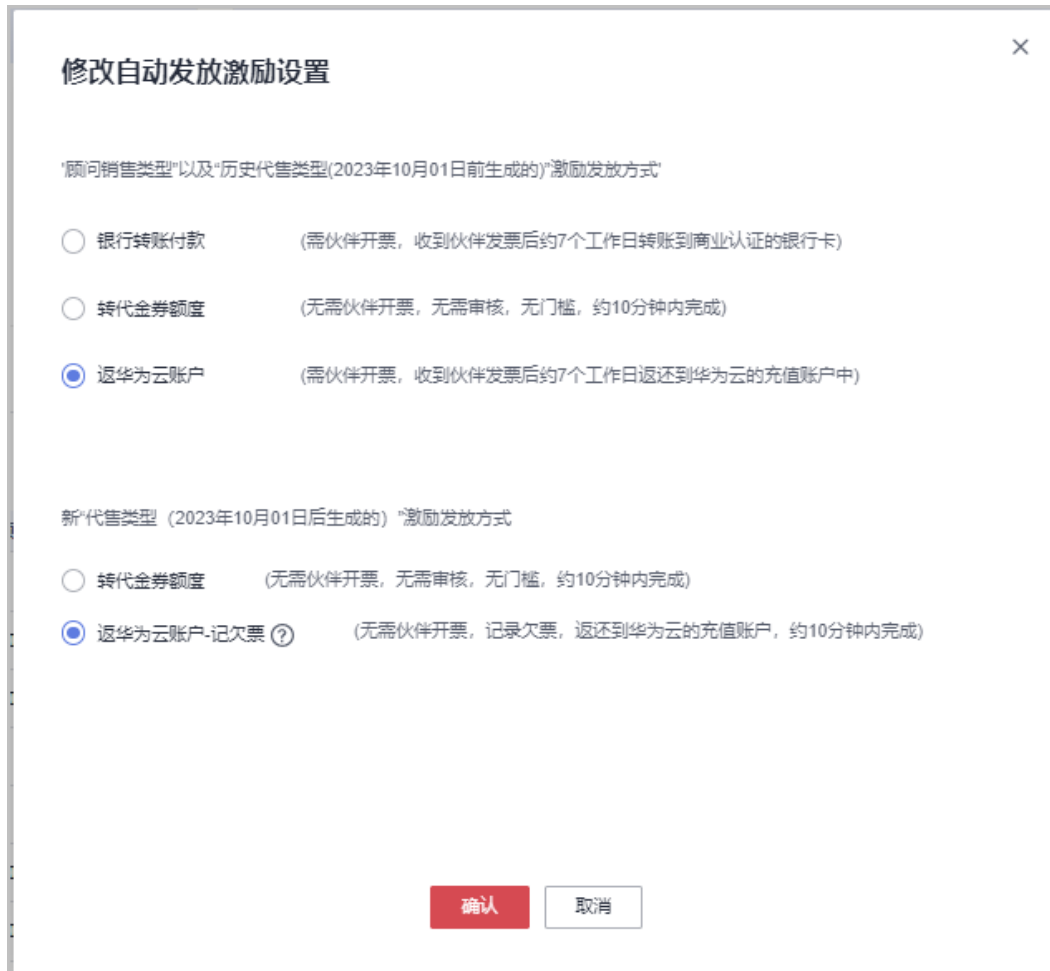 修改自动发放激励设置
'顾问销售类型”以及“历史代售类型(2023年10月01日前生成的)”激励发放方式'
银行转账付款 (需伙伴开票，收到伙伴发票后约7个工作日转账到商业认证的银行卡)
转代金券额度 (无需伙伴开票，无需审核，无门槛，约10分钟内完成)
返华为云账户 (需伙伴开票，收到伙伴发票后约7个工作日返还到华为云的充值账户中)
新“代售类型（2023年10月01日后生成的）”激励发放方式
转代金券额度 (无需伙伴开票，无需审核，无门槛，约10分钟内完成)
返华为云账户-记欠票 ? (无需伙伴开票，记录欠票，返还到华为云的充值账户，约10分钟内完成)
确认 取消